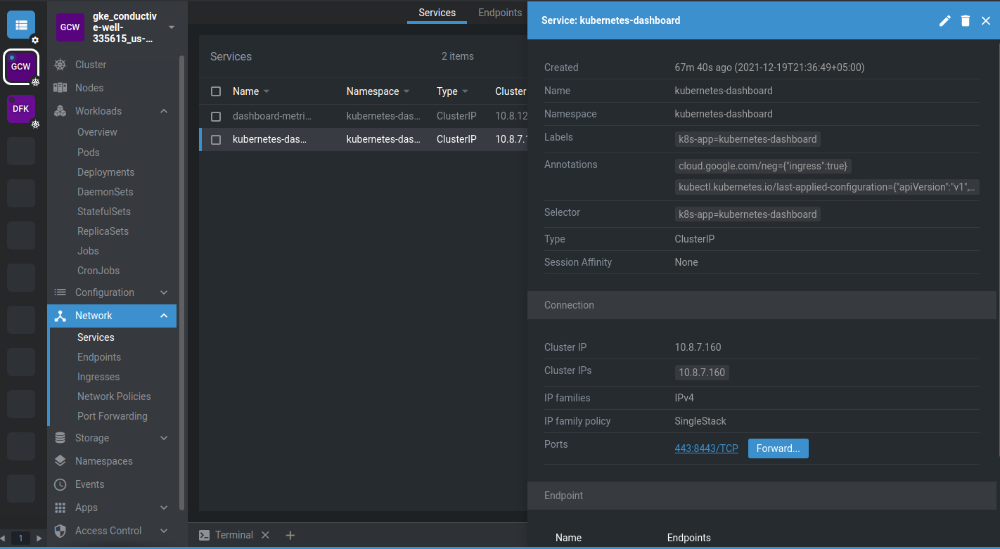 GCW
DFK
1
GCW
gke_conductiv
e-well-
335615_us-...
Cluster
Nodes
Workloads
Overview
Pods
Deployments
DaemonSets
StatefulSets
ReplicaSets
Jobs
CronJobs
Configuration
Network
Services
Endpoints
Ingresses
Network Policies
Port Forwarding
Storage
Namespaces
Events
Apps
Access Control
Services Endpoints
Services 2 items
Name Namespace Type Cluster
dashboard-metri... kubernetes-das... ClusterIP 10.8.12
kubernetes-das... kubernetes-das... ClusterIP 10.8.7.1
Terminal
Service: kubernetes-dashboard
Created 67m 40s ago (2021-12-19T21:36:49+05:00)
Name kubernetes-dashboard
Namespace kubernetes-dashboard
Labels k8s-app=kubernetes-dashboard
Annotations cloud.google.com/neg={"ingress":true}
kubectl.kubernetes.io/last-applied-configuration={"apiVersion":"v1",...
Selector k8s-app=kubernetes-dashboard
Type ClusterIP
Session Affinity None
Connection
Cluster IP 10.8.7.160
Cluster IPs 10.8.7.160
IP families IPv4
IP family policy SingleStack
Ports 443:8443/TCP Forward...
Endpoint
Name Endpoints